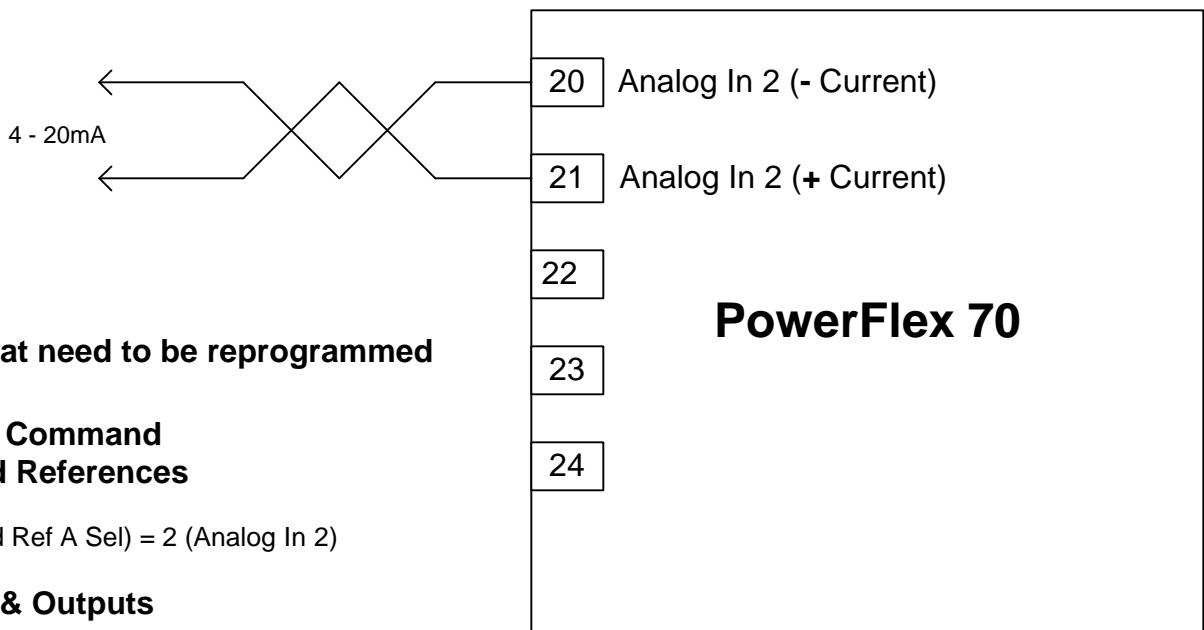 20 Analog In 2 (- Current)
4 - 20mA
21 Analog In 2 (+ Current)
22
PowerFlex 70
at need to be reprogrammed
23
Command
References
24
Ref A Sel) = 2 (Analog In 2)
& Outputs